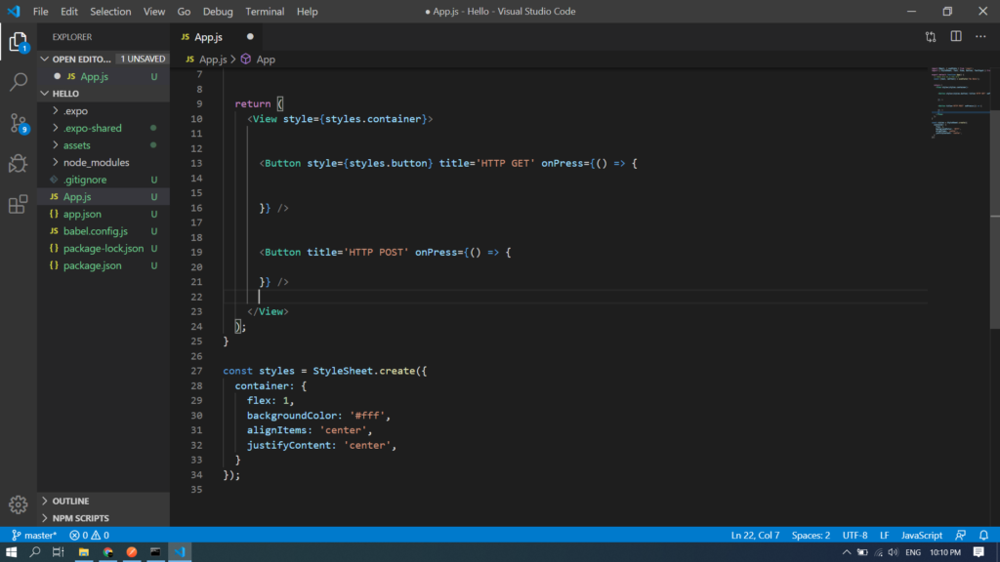 File Edit Selection View Go Debug Terminal Help
● App.js - Hello - Visual Studio Code
EXPLORER
OPEN EDITO... 1 UNSAVED
JS App.js U
HELLO
.expo
.expo-shared
assets
node_modules
.gitignore U
JS App.js U
{} app.json U
JS babel.config.js U
{} package-lock.json U
{} package.json U
OUTLINE
NPM SCRIPTS
1
9
JS App.js ●
JS App.js > App
7
8
9 return (
10 <View style={styles.container}>
11
12
13 <Button style={styles.button} title='HTTP GET' onPress={() => {
14
15
16 }} />
17
18
19 <Button title='HTTP POST' onPress={() => {
20
21 }} />
22
23 </View>
24 );
25 }
26
27 const styles = StyleSheet.create({
28 container: {
29 flex: 1,
30 backgroundColor: '#fff',
31 alignItems: 'center',
32 justifyContent: 'center',
33 }
34 });
35
master* 0 0 Ln 22, Col 7 Spaces: 2 UTF-8 LF JavaScript
ENG 10:10 PM